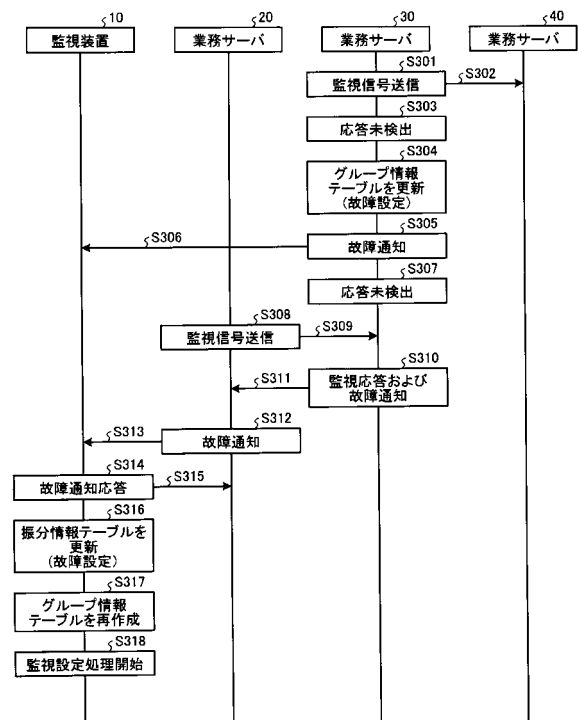 10
20
30
40
監視装置
業務サーバ
業務サーバ
業務サーバ
S301
監視信号送信
S302
S303
応答未検出
S304
グループ情報
テーブルを更新
(故障設定)
S305
故障通知
S306
S307
応答未検出
S308
監視信号送信
S309
S310
監視応答および
故障通知
S311
S312
故障通知
S313
S314
故障通知応答
S315
S316
振分情報テーブルを
更新
(故障設定)
S317
グループ情報
テーブルを再作成
S318
監視設定処理開始